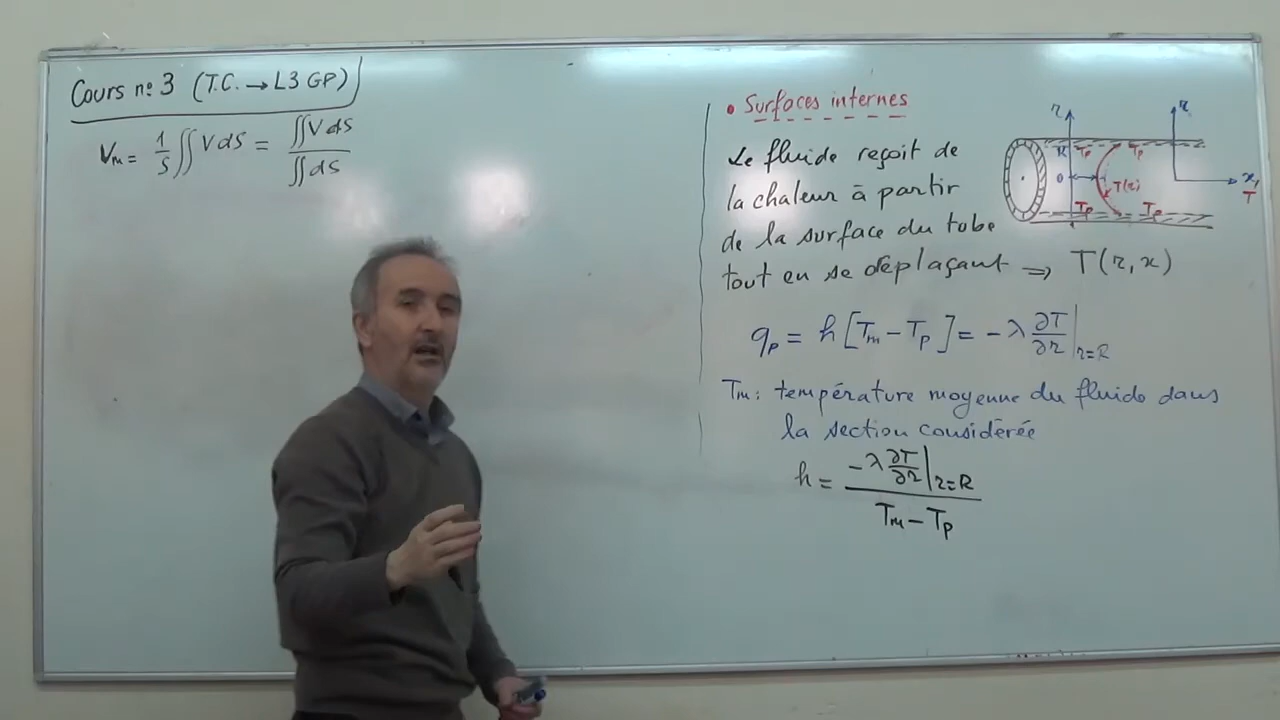 Cours nº 3 (T.C. → L3 GP)
Vm = 1/S ∬ V dS = ∬V dS / ∬dS
• Surfaces internes
Le fluide reçoit de
la chaleur à partir
de la surface du tube
tout en se déplaçant ⇒ T(r,x)
r
r
R Tp Tp
0 T(r) x,
T
Tp Tp
qp = h [Tm − Tp] = −λ ∂T/∂r |r=R
Tm : température moyenne du fluide dans
la section considérée
h = −λ ∂T/∂r |r=R / Tm − Tp